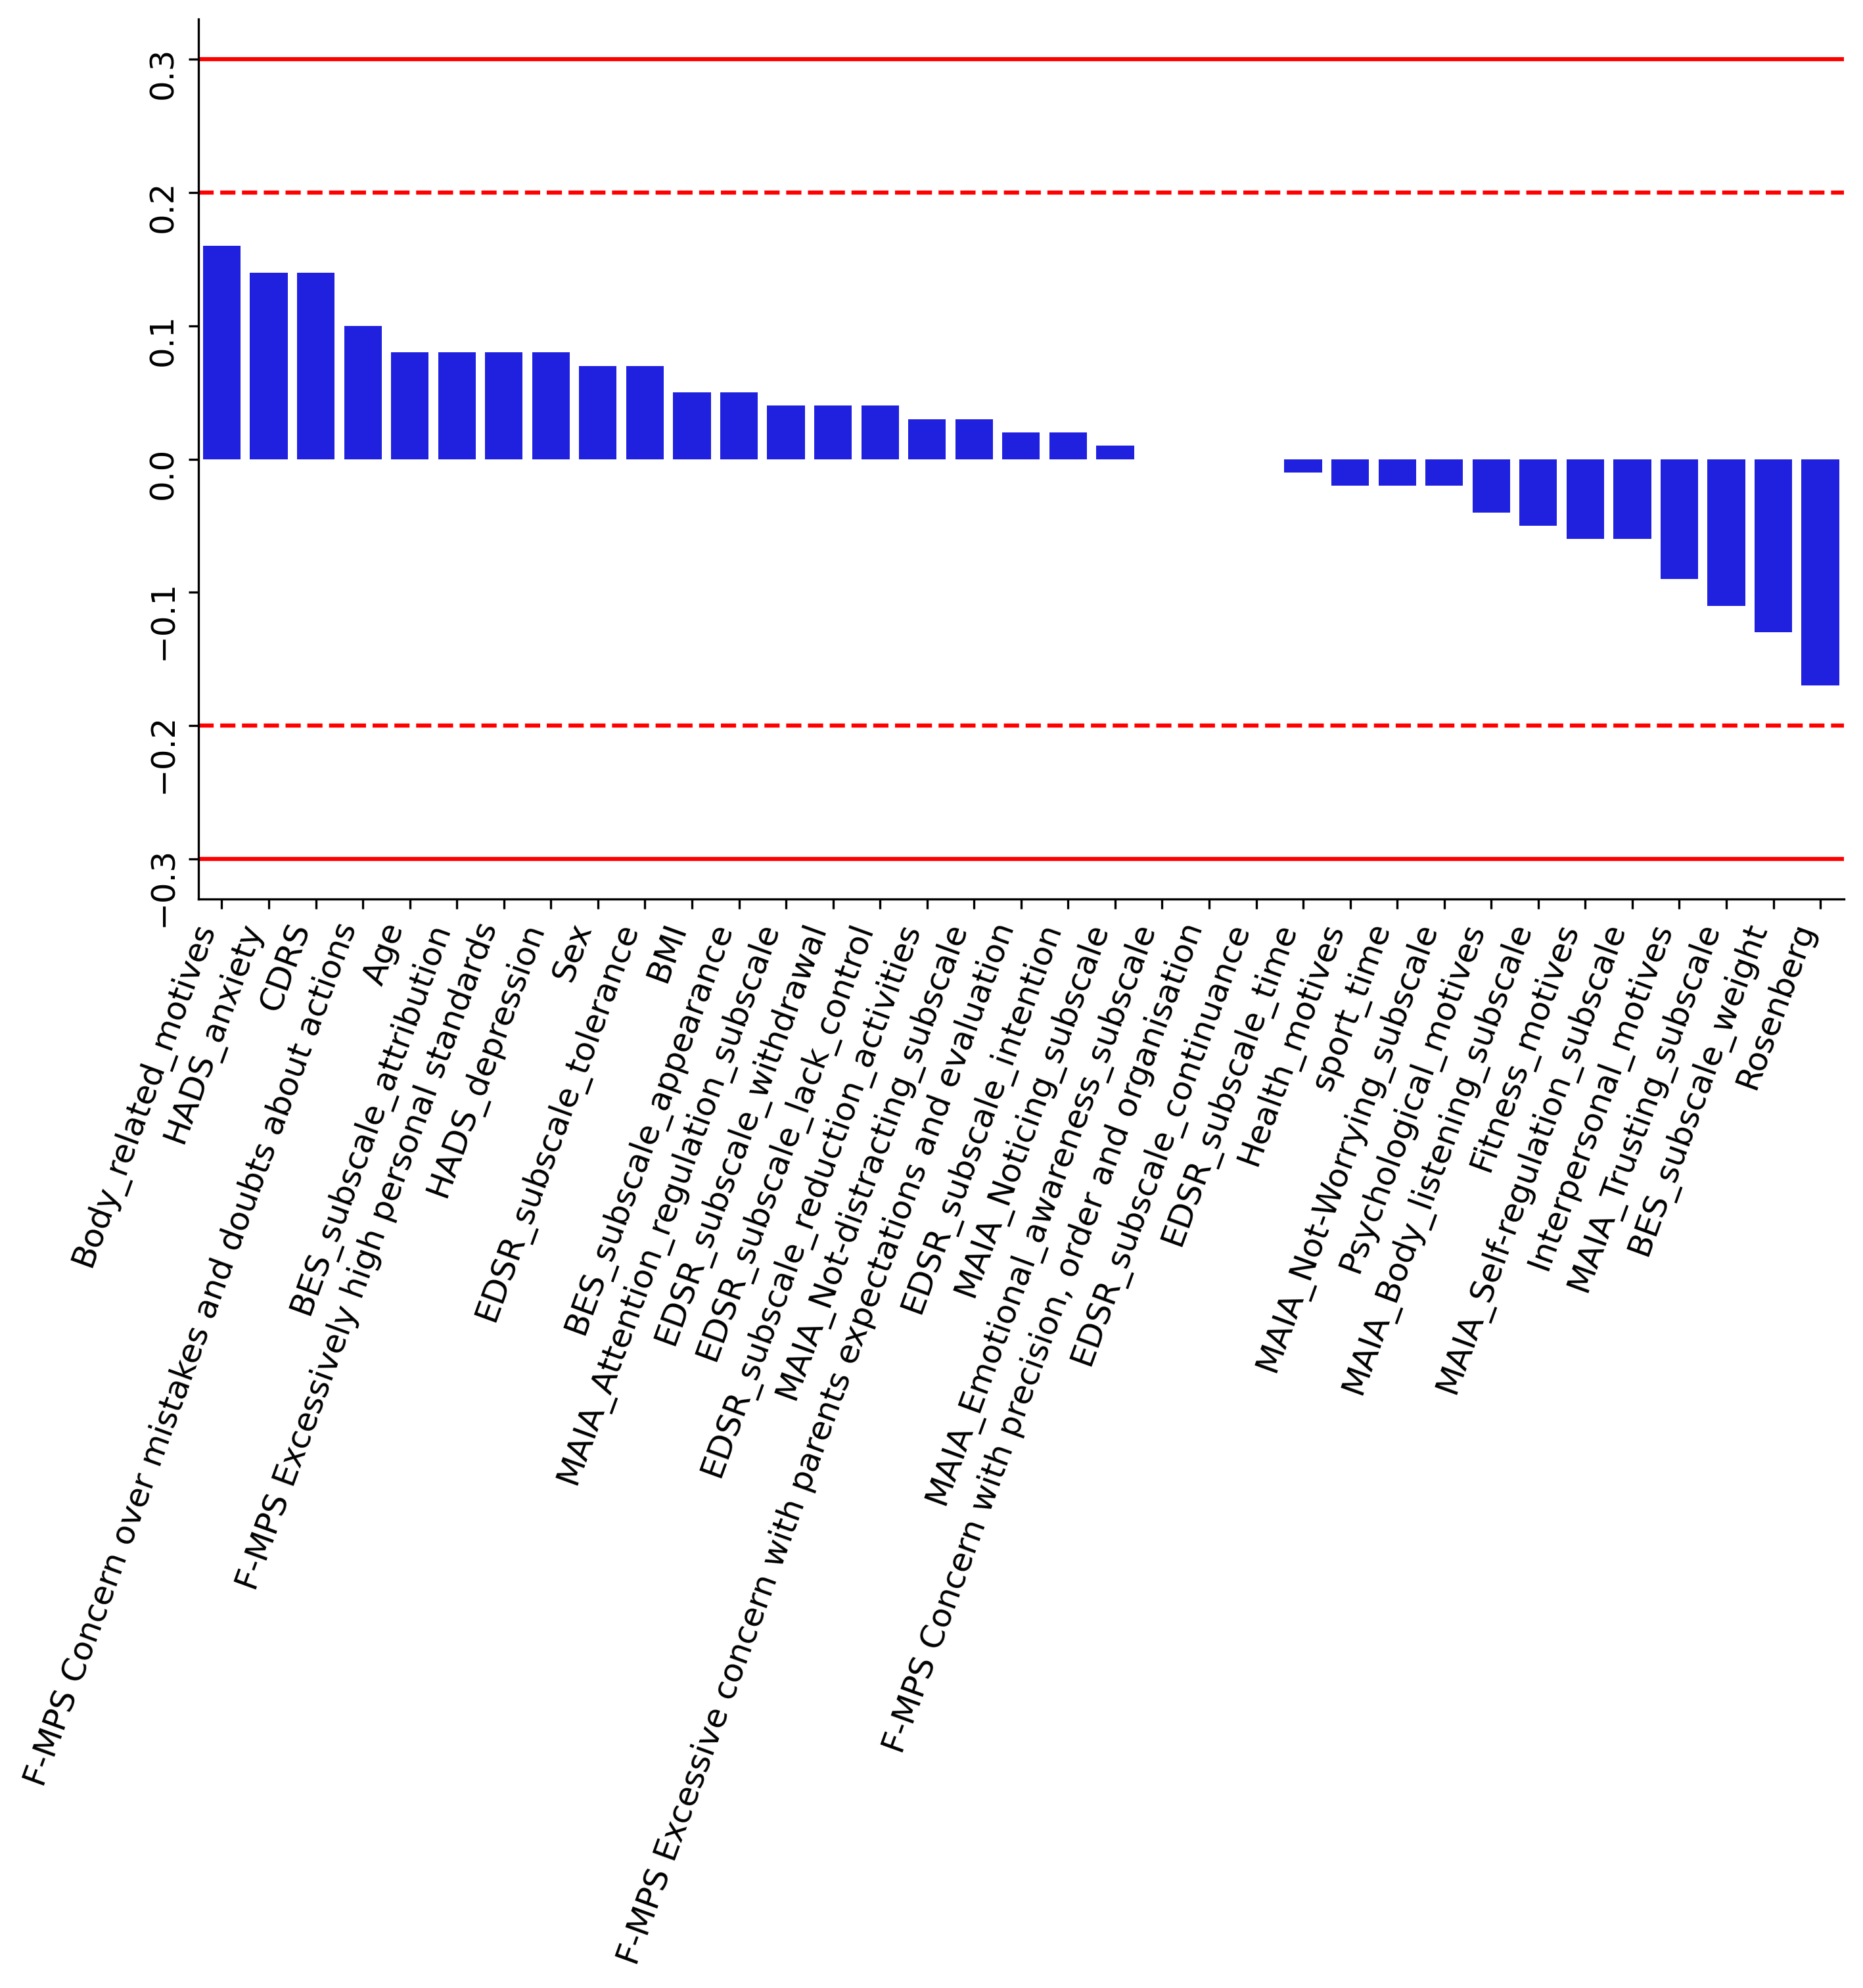 0.3
0.2
0.1
0.0
−0.1
−0.2
−0.3
Body_related_motives
HADS_anxiety
CDRS
F-MPS Concern over mistakes and doubts about actions
Age
BES_subscale_attribution
F-MPS Excessively high personal standards
HADS_depression
Sex
EDSR_subscale_tolerance
BMI
BES_subscale_appearance
MAIA_Attention_regulation_subscale
EDSR_subscale_withdrawal
EDSR_subscale_lack_control
EDSR_subscale_reduction_activities
MAIA_Not-distracting_subscale
F-MPS Excessive concern with parents expectations and evaluation
EDSR_subscale_intention
MAIA_Noticing_subscale
MAIA_Emotional_awareness_subscale
F-MPS Concern with precision, order and organisation
EDSR_subscale_continuance
EDSR_subscale_time
Health_motives
sport_time
MAIA_Not-Worrying_subscale
Psychological_motives
MAIA_Body_listening_subscale
Fitness_motives
MAIA_Self-regulation_subscale
Interpersonal_motives
MAIA_Trusting_subscale
BES_subscale_weight
Rosenberg